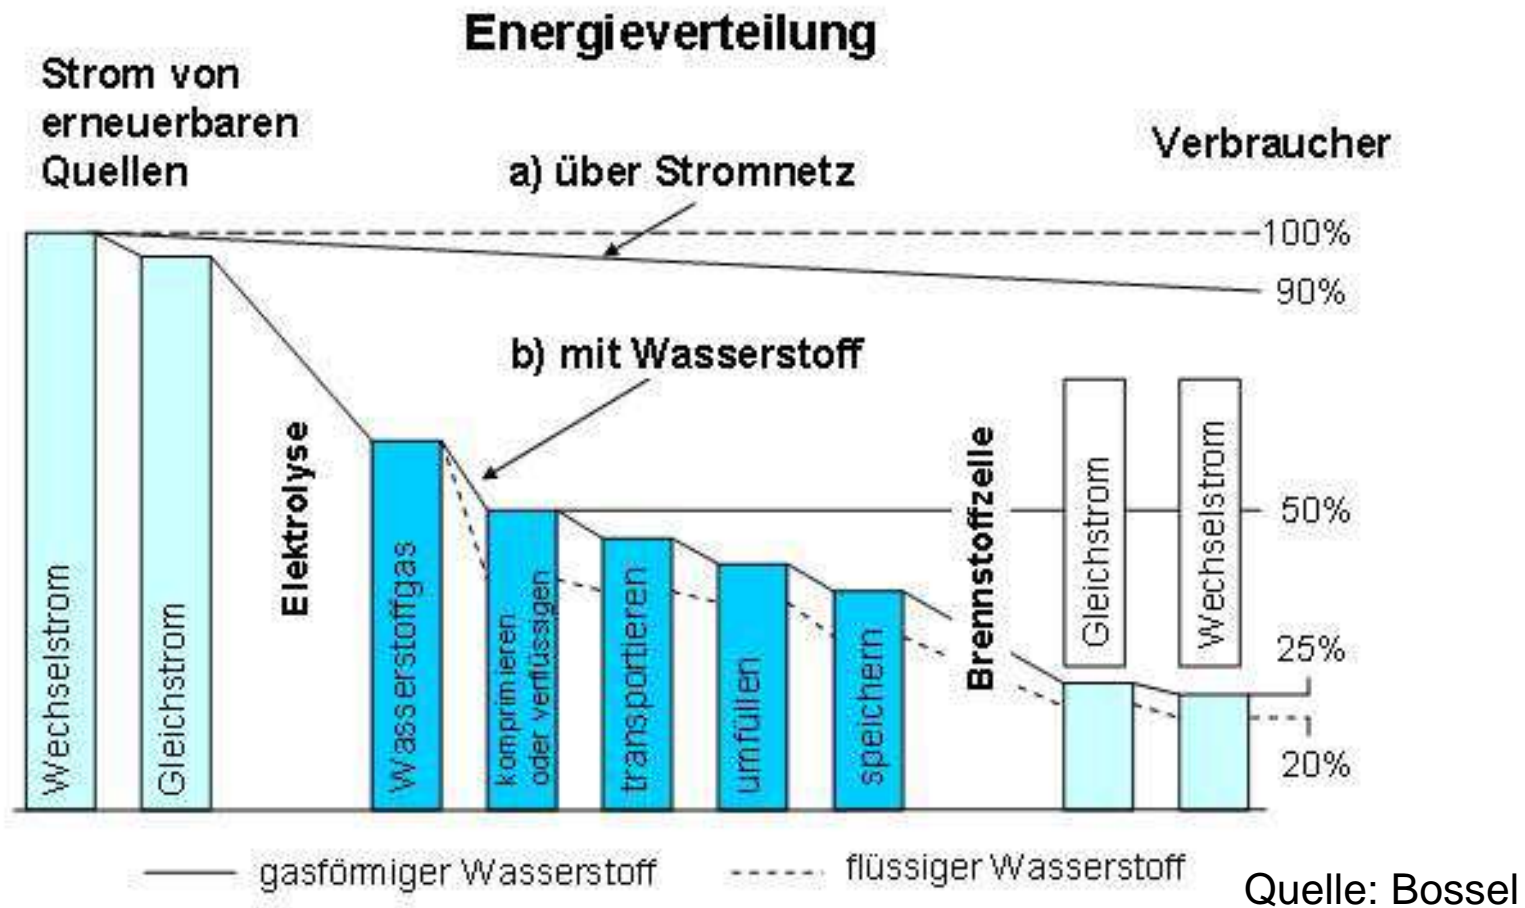 Energieverteilung
Strom von
erneuerbaren
Quellen
Verbraucher
a) über Stromnetz
100%
90%
b) mit Wasserstoff
50%
25%
20%
Wechselstrom
Gleichstrom
Elektrolyse
Wasserstoffgas
komprimieren
oder verflüssigen
transportieren
umfüllen
speichern
Brennstoffzelle
Gleichstrom
Wechselstrom
gasförmiger Wasserstoff
flüssiger Wasserstoff
Quelle: Bossel